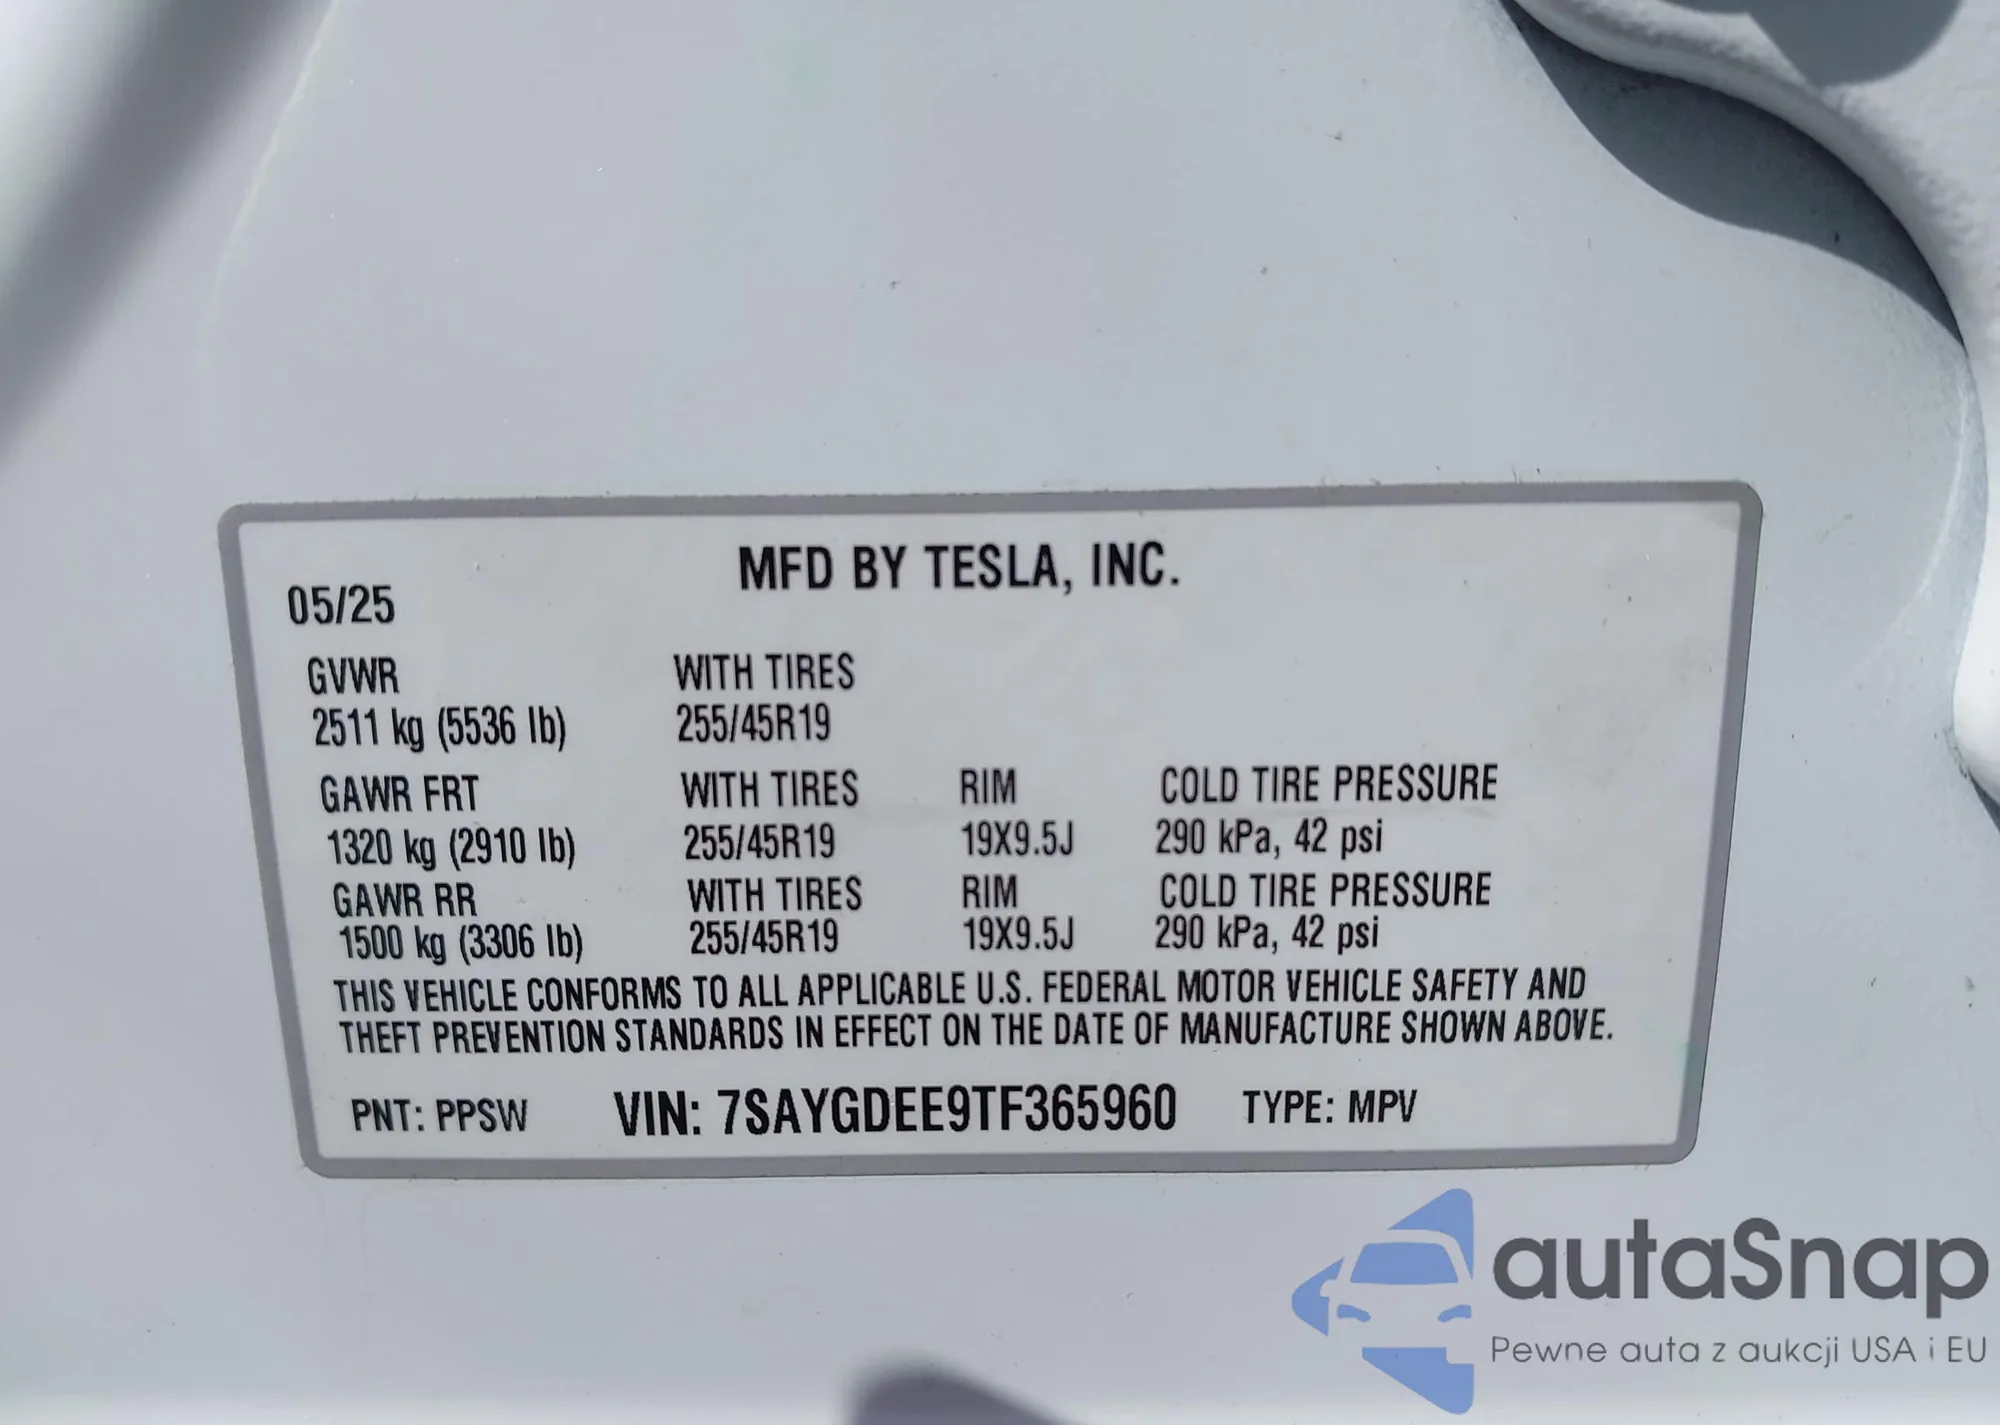 MFD BY TESLA, INC.
05/25
GVWR WITH TIRES
2511 kg (5536 lb) 255/45R19
GAWR FRT WITH TIRES RIM COLD TIRE PRESSURE
1320 kg (2910 lb) 255/45R19 19X9.5J 290 kPa, 42 psi
GAWR RR WITH TIRES RIM COLD TIRE PRESSURE
1500 kg (3306 lb) 255/45R19 19X9.5J 290 kPa, 42 psi
THIS VEHICLE CONFORMS TO ALL APPLICABLE U.S. FEDERAL MOTOR VEHICLE SAFETY AND
THEFT PREVENTION STANDARDS IN EFFECT ON THE DATE OF MANUFACTURE SHOWN ABOVE.
PNT: PPSW VIN: 7SAYGDEE9TF365960 TYPE: MPV
autaSnap
Pewne auta z aukcji USA i EU